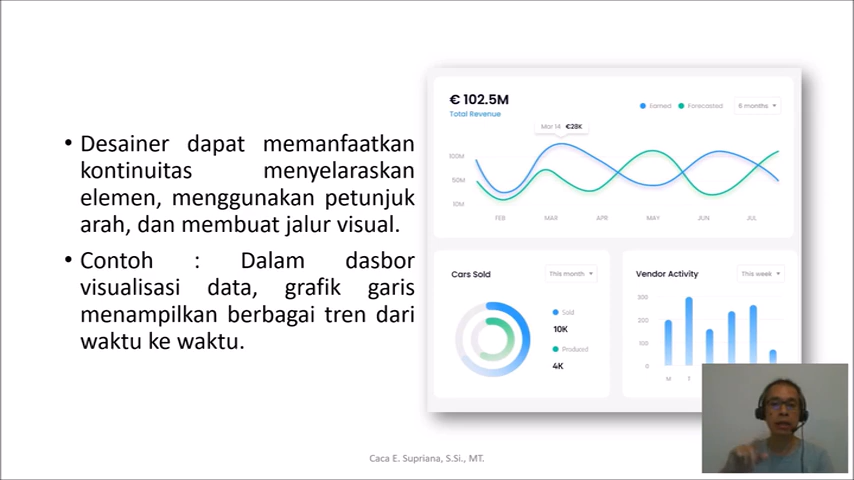 • Desainer dapat memanfaatkan
kontinuitas menyelaraskan
elemen, menggunakan petunjuk
arah, dan membuat jalur visual.
• Contoh : Dalam dasbor
visualisasi data, grafik garis
menampilkan berbagai tren dari
waktu ke waktu.
€ 102.5M
Total Revenue
Earned Forecasted 6 months
Mar 14 €28K
100M
50M
10M
FEB MAR APR MAY JUN JUL
Cars Sold This month
Sold
10K
Produced
4K
Vendor Activity This week
300
200
100
0
M T
Caca E. Supriana, S.Si., MT.